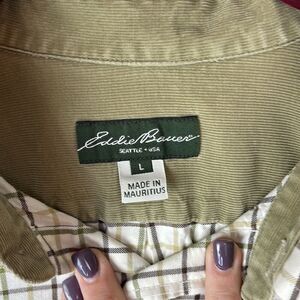 Eddie Bauer
SEATTLE • USA
L
MADE IN
MAURITIUS